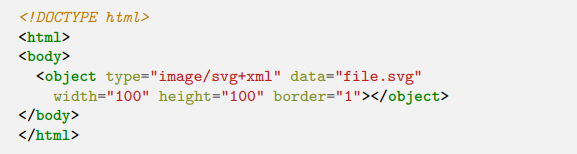 <!DOCTYPE html>
<html>
<body>
  <object type="image/svg+xml" data="file.svg"
    width="100" height="100" border="1"></object>
</body>
</html>